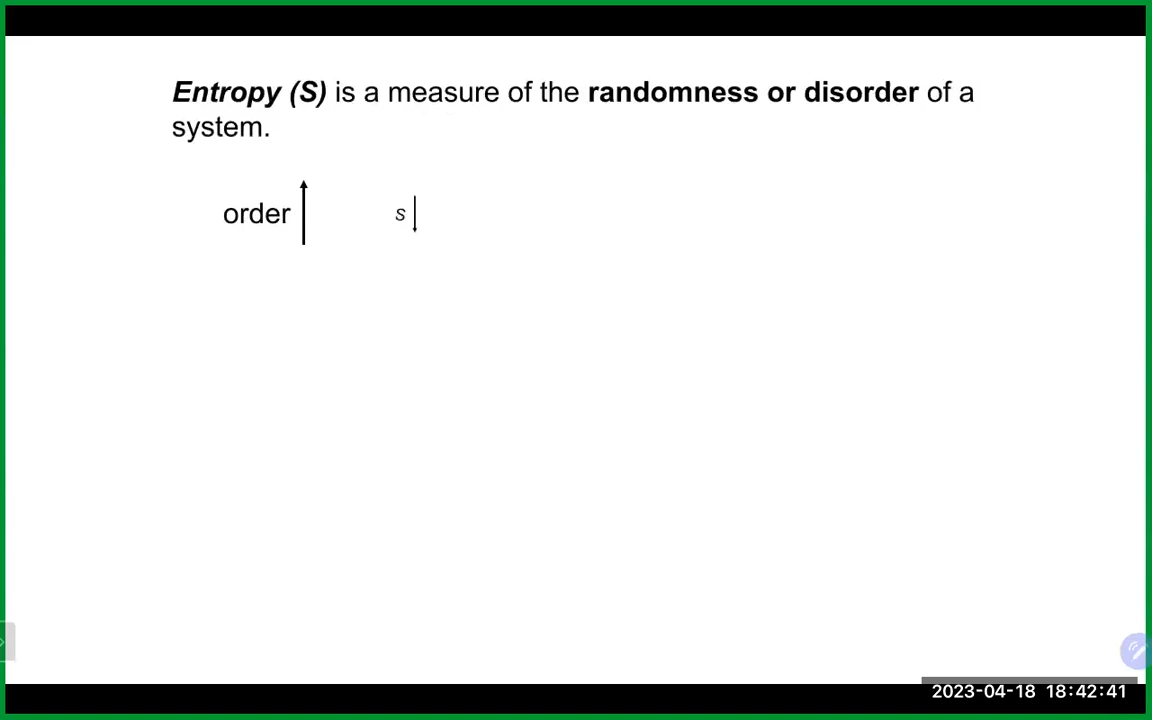 Entropy (S) is a measure of the randomness or disorder of a
system.
order s
2023-04-18 18:42:41